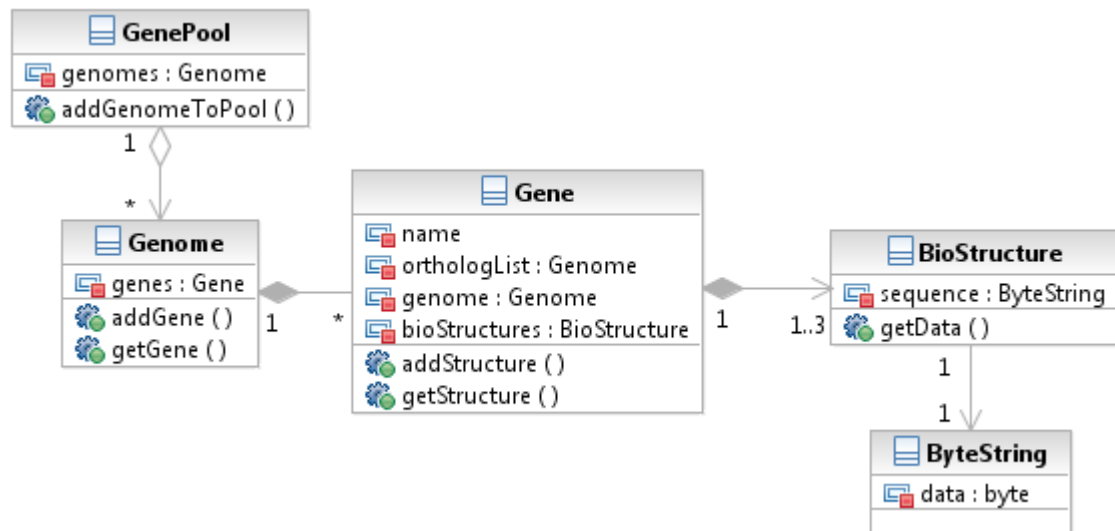 GenePool
genomes : Genome
addGenomeToPool ( )
1
*
Genome
genes : Gene
addGene ( )
getGene ( )
1
*
Gene
name
orthologList : Genome
genome : Genome
bioStructures : BioStructure
addStructure ( )
getStructure ( )
1
1..3
BioStructure
sequence : ByteString
getData ( )
1
1
ByteString
data : byte